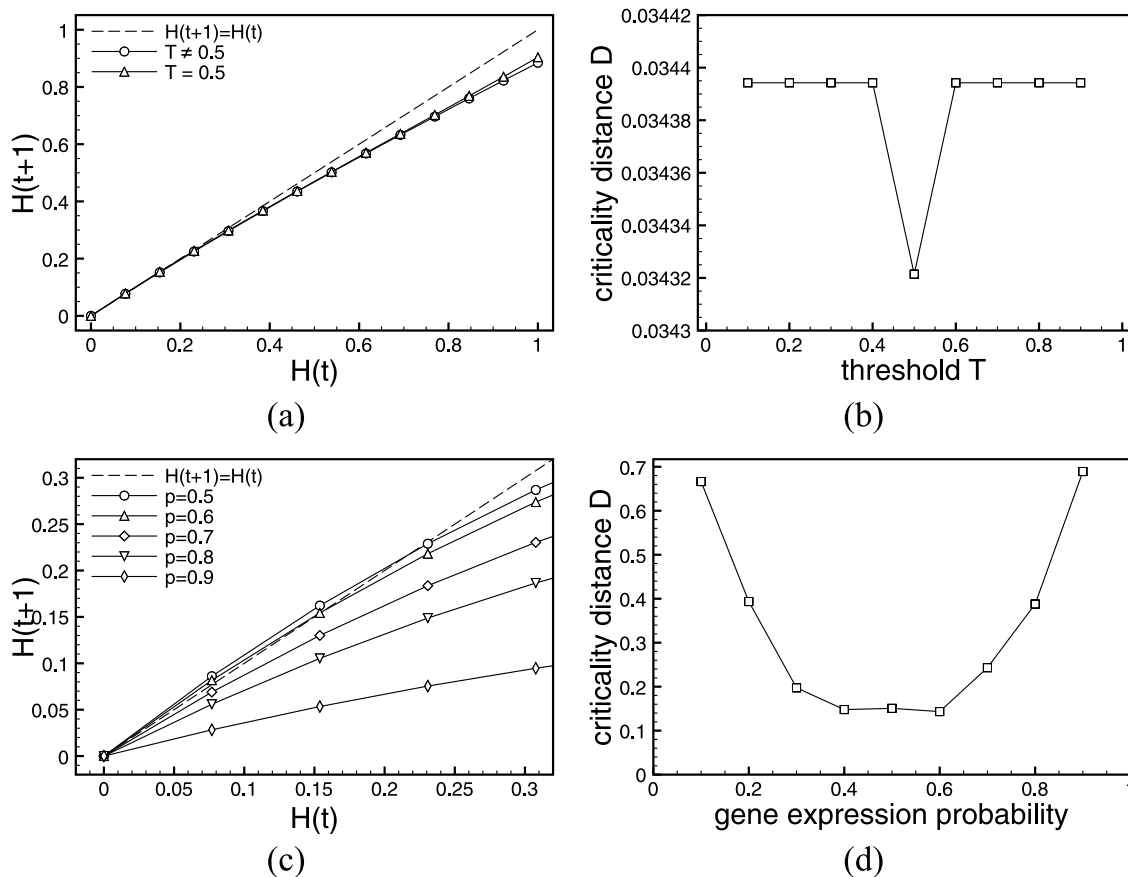 H(t+1)=H(t)
T ≠ 0.5
T = 0.5
1
0.8
0.6
0.4
0.2
0
H(t+1)
0 0.2 0.4 0.6 0.8 1
H(t)
(a)
0.03442
0.0344
0.03438
0.03436
0.03434
0.03432
0.0343
criticality distance D
0 0.2 0.4 0.6 0.8 1
threshold T
(b)
H(t+1)=H(t)
p=0.5
p=0.6
p=0.7
p=0.8
p=0.9
0.3
0.25
0.2
0.15
0.1
0.05
0
H(t+1)
0 0.05 0.1 0.15 0.2 0.25 0.3
H(t)
(c)
0.7
0.6
0.5
0.4
0.3
0.2
0.1
0
criticality distance D
0 0.2 0.4 0.6 0.8 1
gene expression probability
(d)